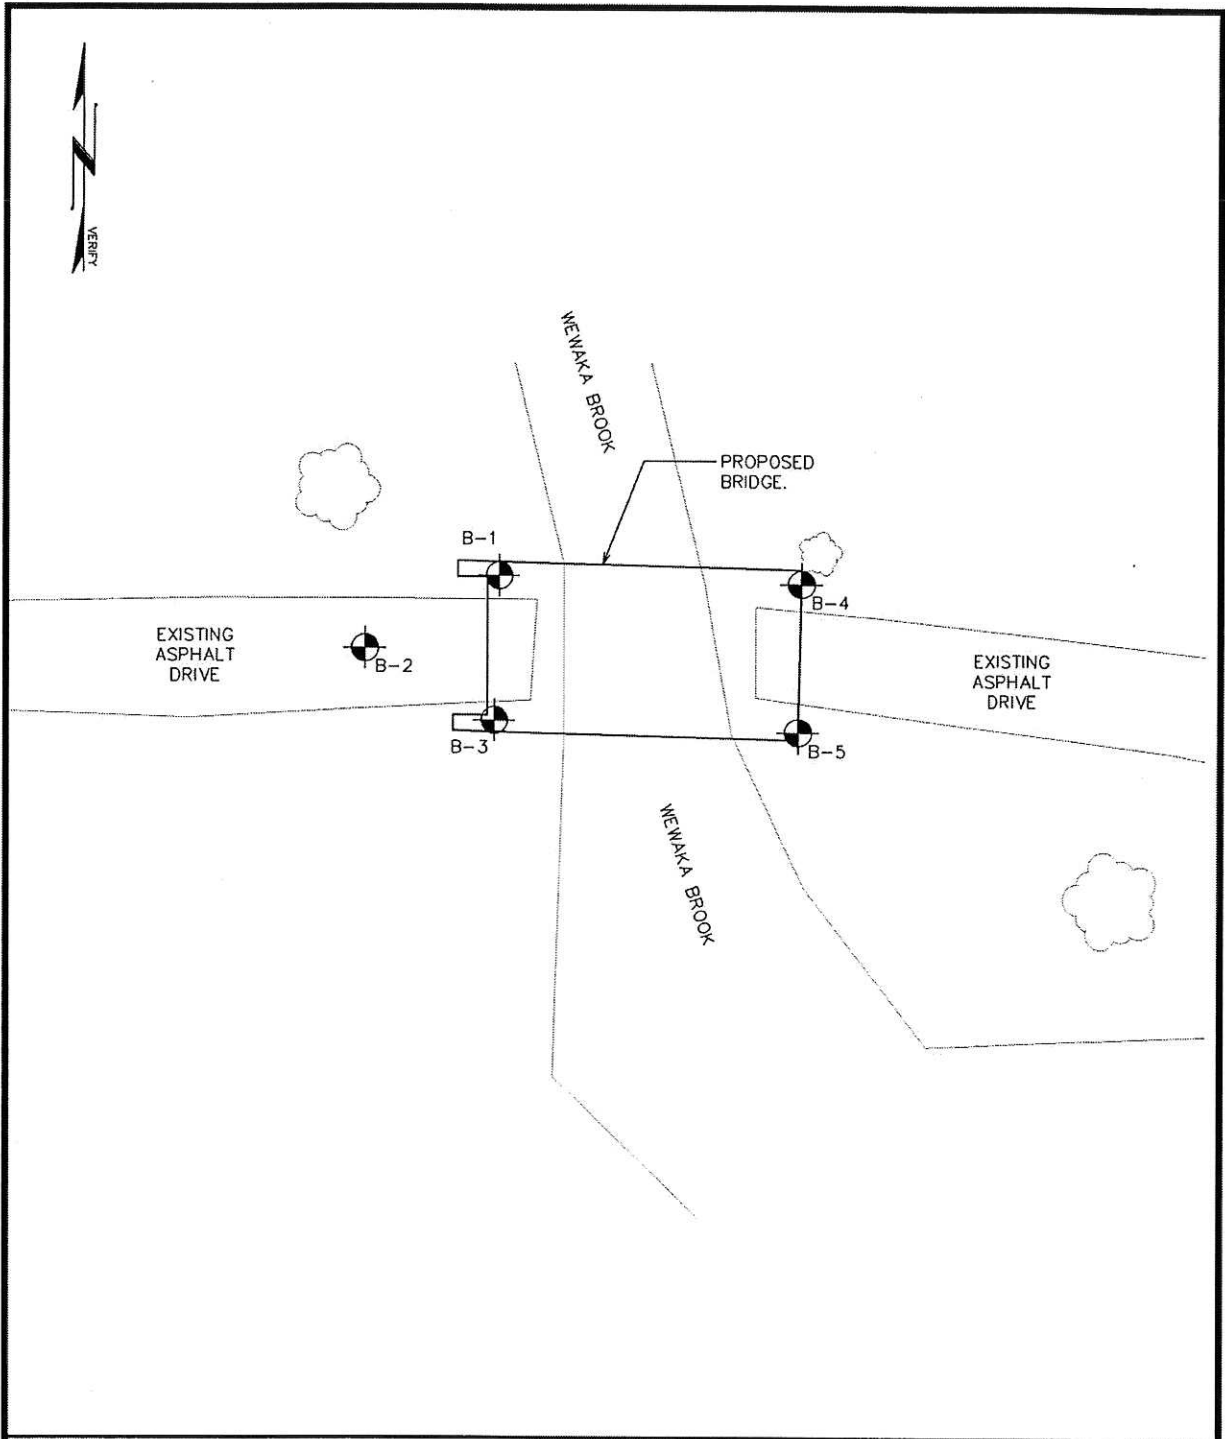 VERIFY
WEWAKA BROOK
PROPOSED
BRIDGE.
B-1
B-4
EXISTING
ASPHALT
DRIVE
B-2
EXISTING
ASPHALT
DRIVE
B-3
B-5
WEWAKA BROOK